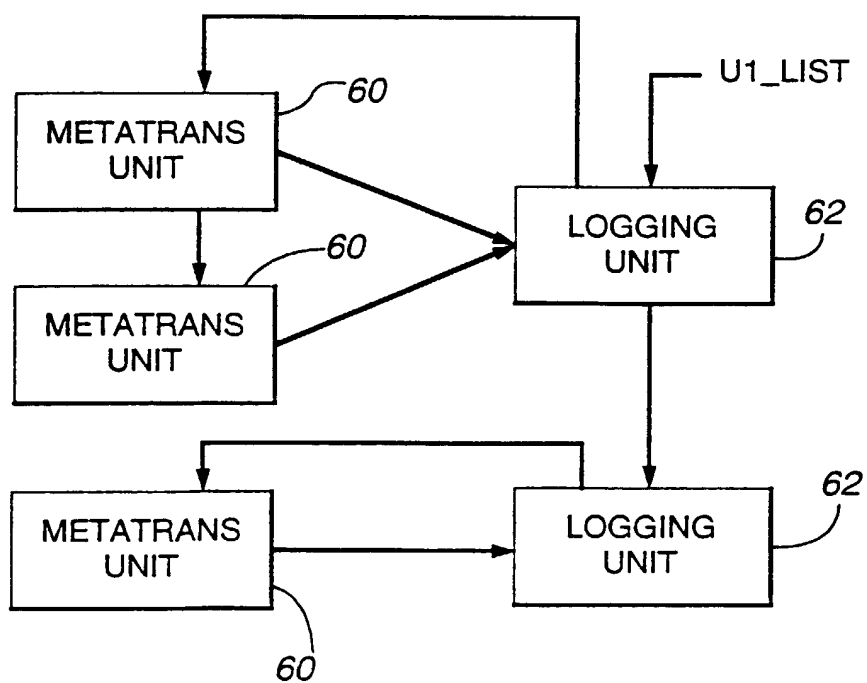 60
U1_LIST
METATRANS
UNIT
LOGGING
UNIT
62
60
METATRANS
UNIT
62
METATRANS
UNIT
LOGGING
UNIT
60